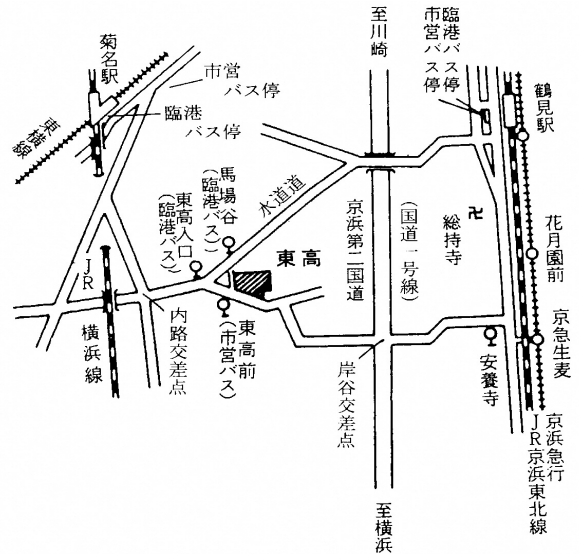 至川崎
臨港バス停
市営バス停
鶴見駅
菊名駅
市営
バス停
臨港
バス停
東横線
水道道
馬場谷
(臨港バス)
東高入口
(臨港バス)
東高
京浜第二国道
(国道一号線)
総持寺
卍
花月園前
JR
横浜線
内路交差点
東高前
(市営バス)
岸谷交差点
安養寺
京急生麦
京浜急行
JR京浜東北線
至横浜